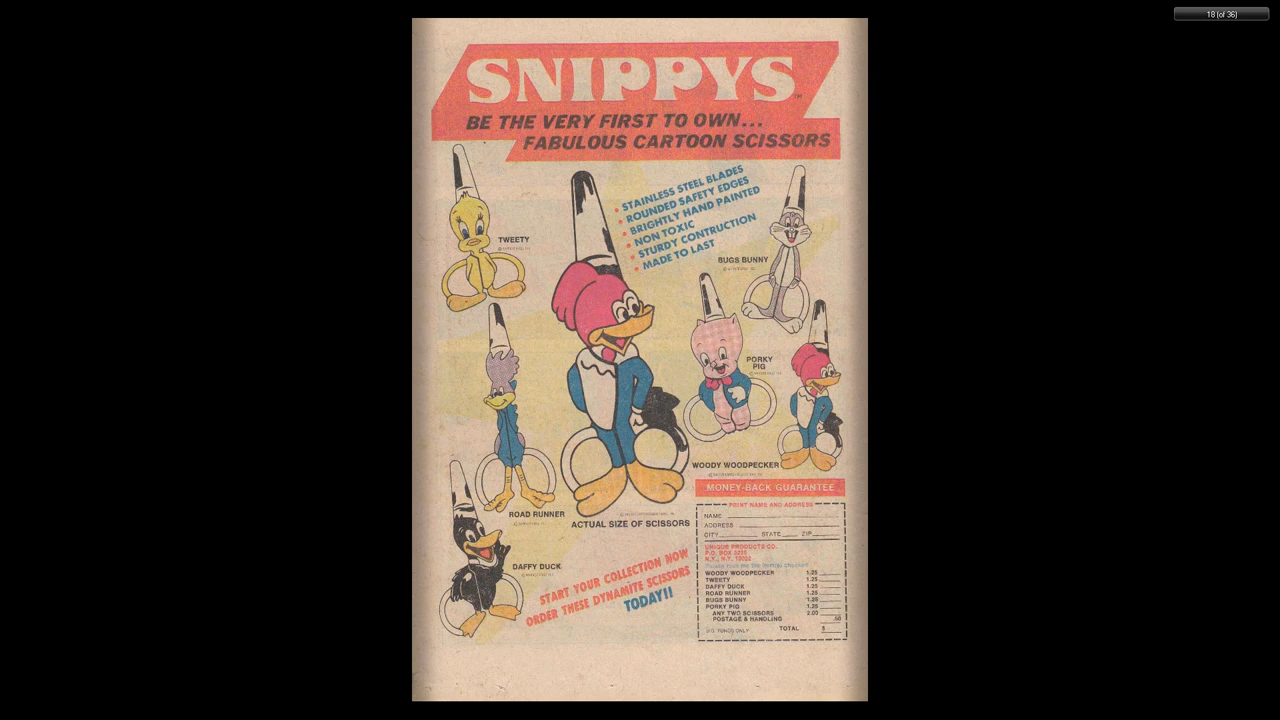 18 (of 36)
SNIPPYS
TM
BE THE VERY FIRST TO OWN...
FABULOUS CARTOON SCISSORS
• STAINLESS STEEL BLADES
• ROUNDED SAFETY EDGES
• BRIGHTLY HAND PAINTED
• NON TOXIC
• STURDY CONTRUCTION
• MADE TO LAST
TWEETY
BUGS BUNNY
PORKY
PIG
WOODY WOODPECKER
ROAD RUNNER
ACTUAL SIZE OF SCISSORS
DAFFY DUCK
START YOUR COLLECTION NOW
ORDER THESE DYNAMITE SCISSORS
TODAY!!
MONEY-BACK GUARANTEE
PRINT NAME AND ADDRESS
NAME
ADDRESS
CITY STATE ZIP
UNIQUE PRODUCTS CO.
P.O. BOX
N.Y., N.Y. 10022
WOODY WOODPECKER 1.25
TWEETY 1.25
DAFFY DUCK 1.25
ROAD RUNNER 1.25
BUGS BUNNY 1.25
PORKY PIG 1.25
ANY TWO SCISSORS 2.00
POSTAGE & HANDLING .50
U.S. FUNDS ONLY TOTAL $